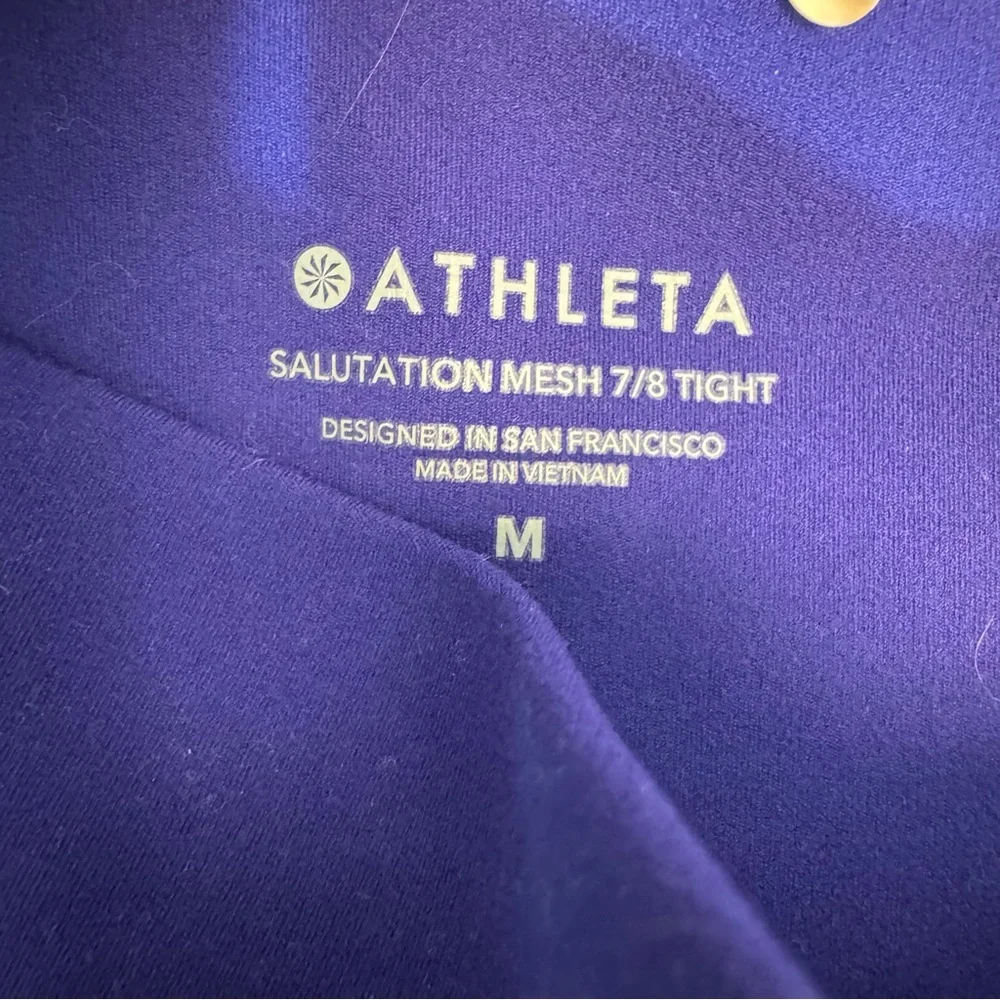 ATHLETA
SALUTATION MESH 7/8 TIGHT
DESIGNED IN SAN FRANCISCO
MADE IN VIETNAM
M